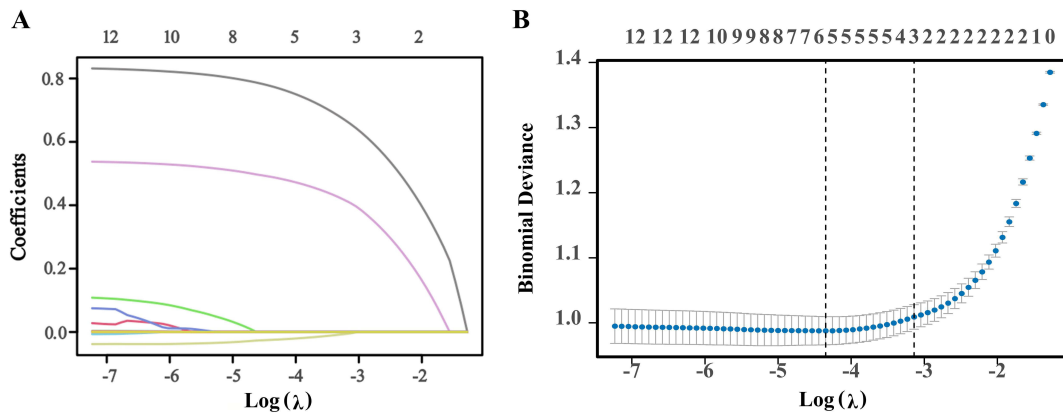 A
12 10 8 5 3 2
0.8
0.6
0.4
0.2
0.0
Coefficients
-7 -6 -5 -4 -3 -2
Log (λ)
B
12 12 12 10 9 9 8 8 7 7 6 5 5 5 5 5 5 4 3 2 2 2 2 2 2 2 2 2 1 0
1.4
1.3
1.2
1.1
1.0
Binomial Deviance
-7 -6 -5 -4 -3 -2
Log (λ)